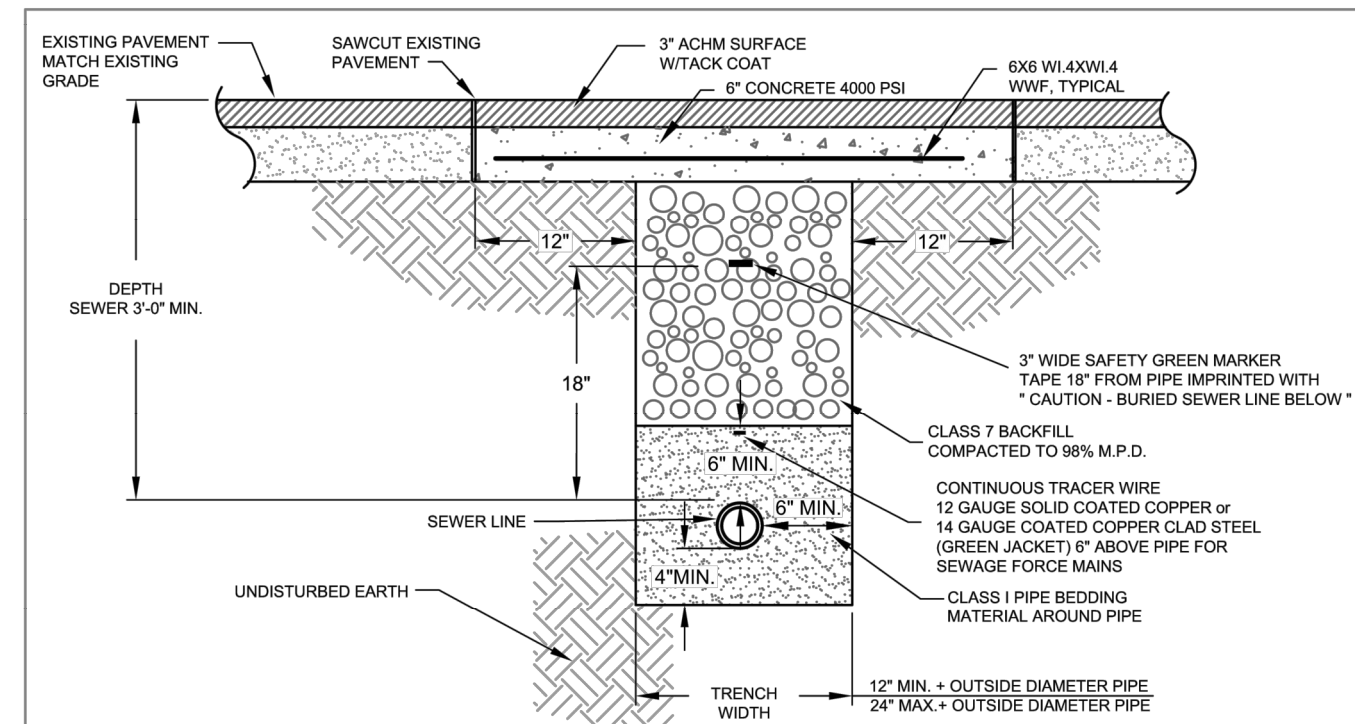 EXISTING PAVEMENT
MATCH EXISTING
GRADE
SAWCUT EXISTING
PAVEMENT
3" ACHM SURFACE
W/TACK COAT
6" CONCRETE 4000 PSI
6X6 WI.4XWI.4
WWF, TYPICAL
12"
12"
DEPTH
SEWER 3'-0" MIN.
18"
3" WIDE SAFETY GREEN MARKER
TAPE 18" FROM PIPE IMPRINTED WITH
" CAUTION - BURIED SEWER LINE BELOW "
CLASS 7 BACKFILL
COMPACTED TO 98% M.P.D.
6" MIN.
CONTINUOUS TRACER WIRE
12 GAUGE SOLID COATED COPPER or
14 GAUGE COATED COPPER CLAD STEEL
(GREEN JACKET) 6" ABOVE PIPE FOR
SEWAGE FORCE MAINS
6" MIN.
SEWER LINE
4"MIN.
UNDISTURBED EARTH
CLASS I PIPE BEDDING
MATERIAL AROUND PIPE
TRENCH
WIDTH
12" MIN. + OUTSIDE DIAMETER PIPE
24" MAX.+ OUTSIDE DIAMETER PIPE